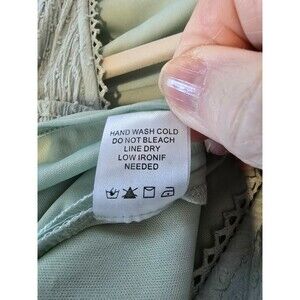 HAND WASH COLD
DO NOT BLEACH
LINE DRY
LOW IRONIF
NEEDED